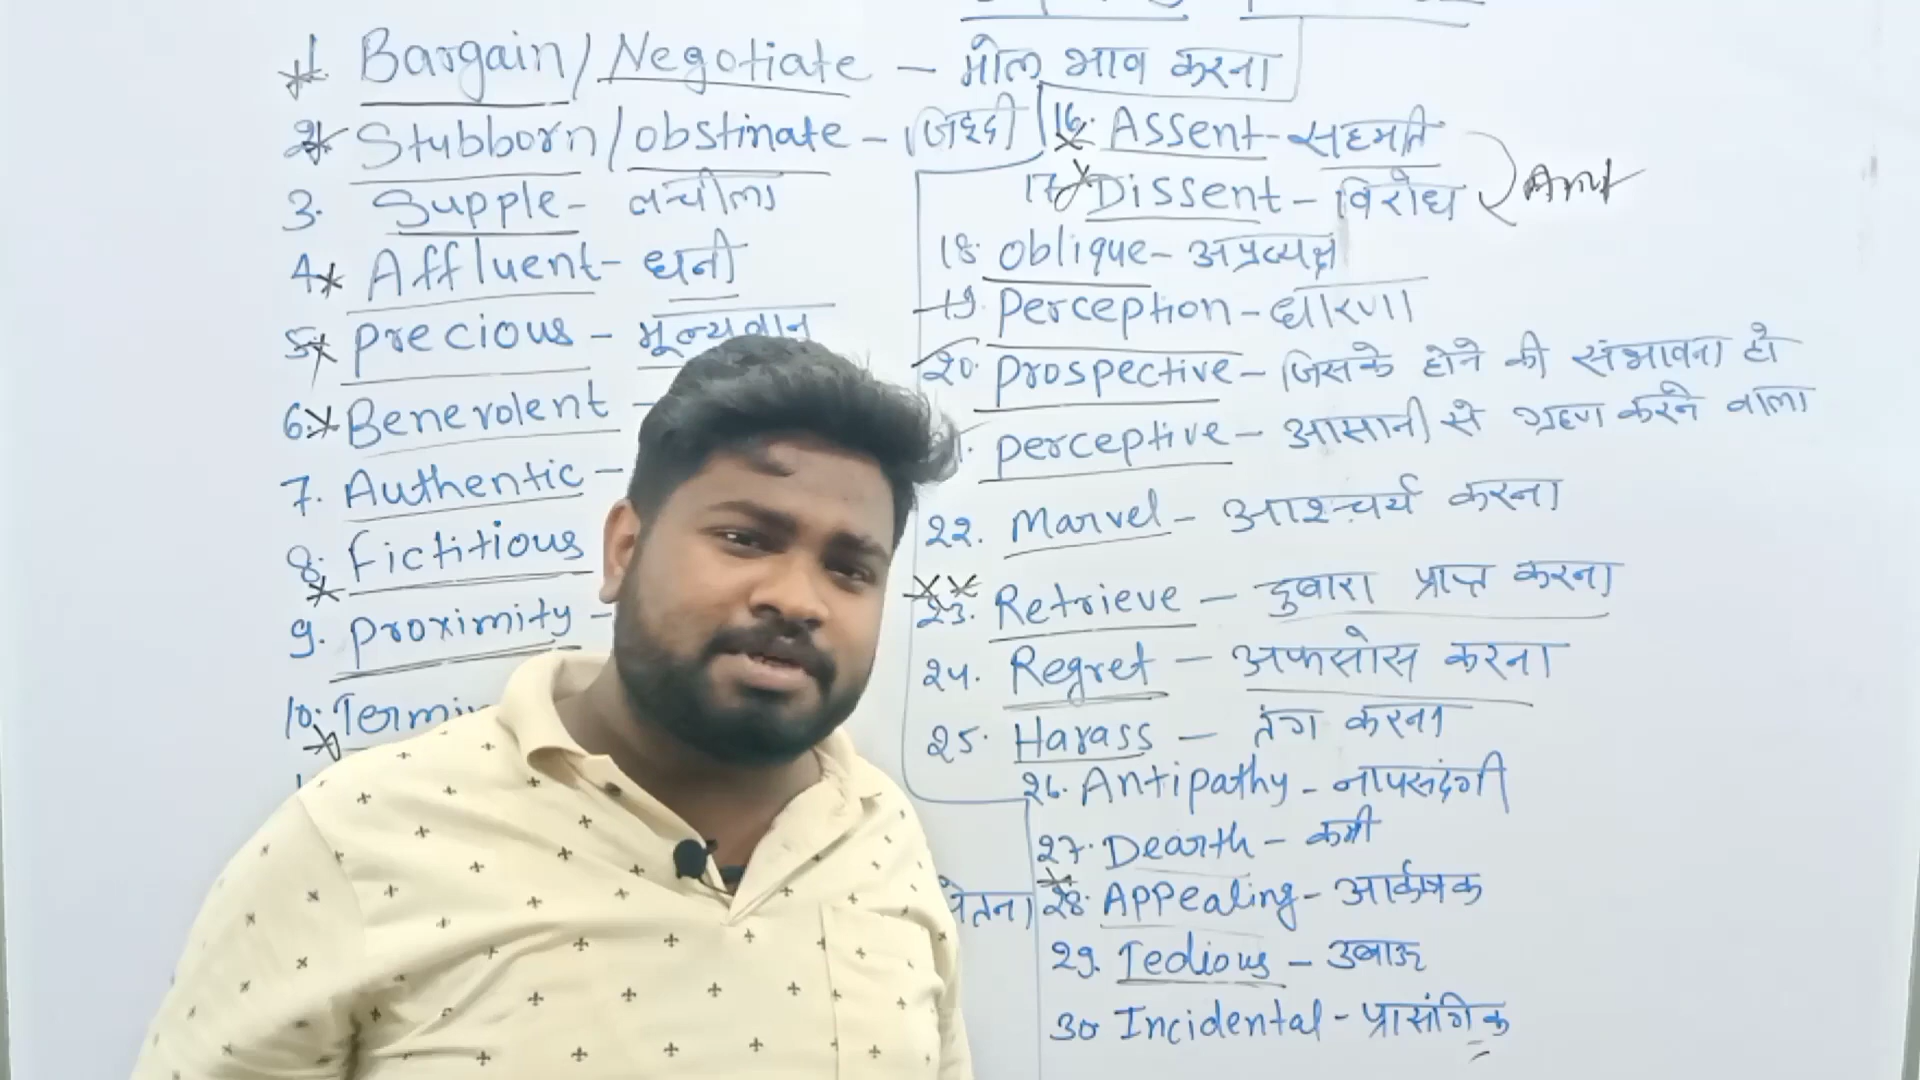 1. Bargain/Negotiate – मोल भाव करना
2. Stubborn/obstinate – जिद्दी
3. Supple – लचीला
4. Affluent – धनी
5. precious – मूल्यवान
6. Benevolent –
7. Authentic –
8. Fictitious
9. proximity –
10. Termin
चेतना
16. Assent – सहमति
17. Dissent – विरोध
Ant
18. oblique – अप्रत्यक्ष
19. perception – धारणा
20. prospective – जिसके होने की संभावना हो
perceptive – आसानी से ग्रहण करने वाला
22. Marvel – आश्चर्य करना
23. Retrieve – दुबारा प्राप्त करना
24. Regret – अफसोस करना
25. Harass – तंग करना
26. Antipathy – नापसंदगी
27. Dearth – कमी
28. Appealing – आर्कषक
29. Tedious – उबाऊ
30 Incidental – प्रासंगिक